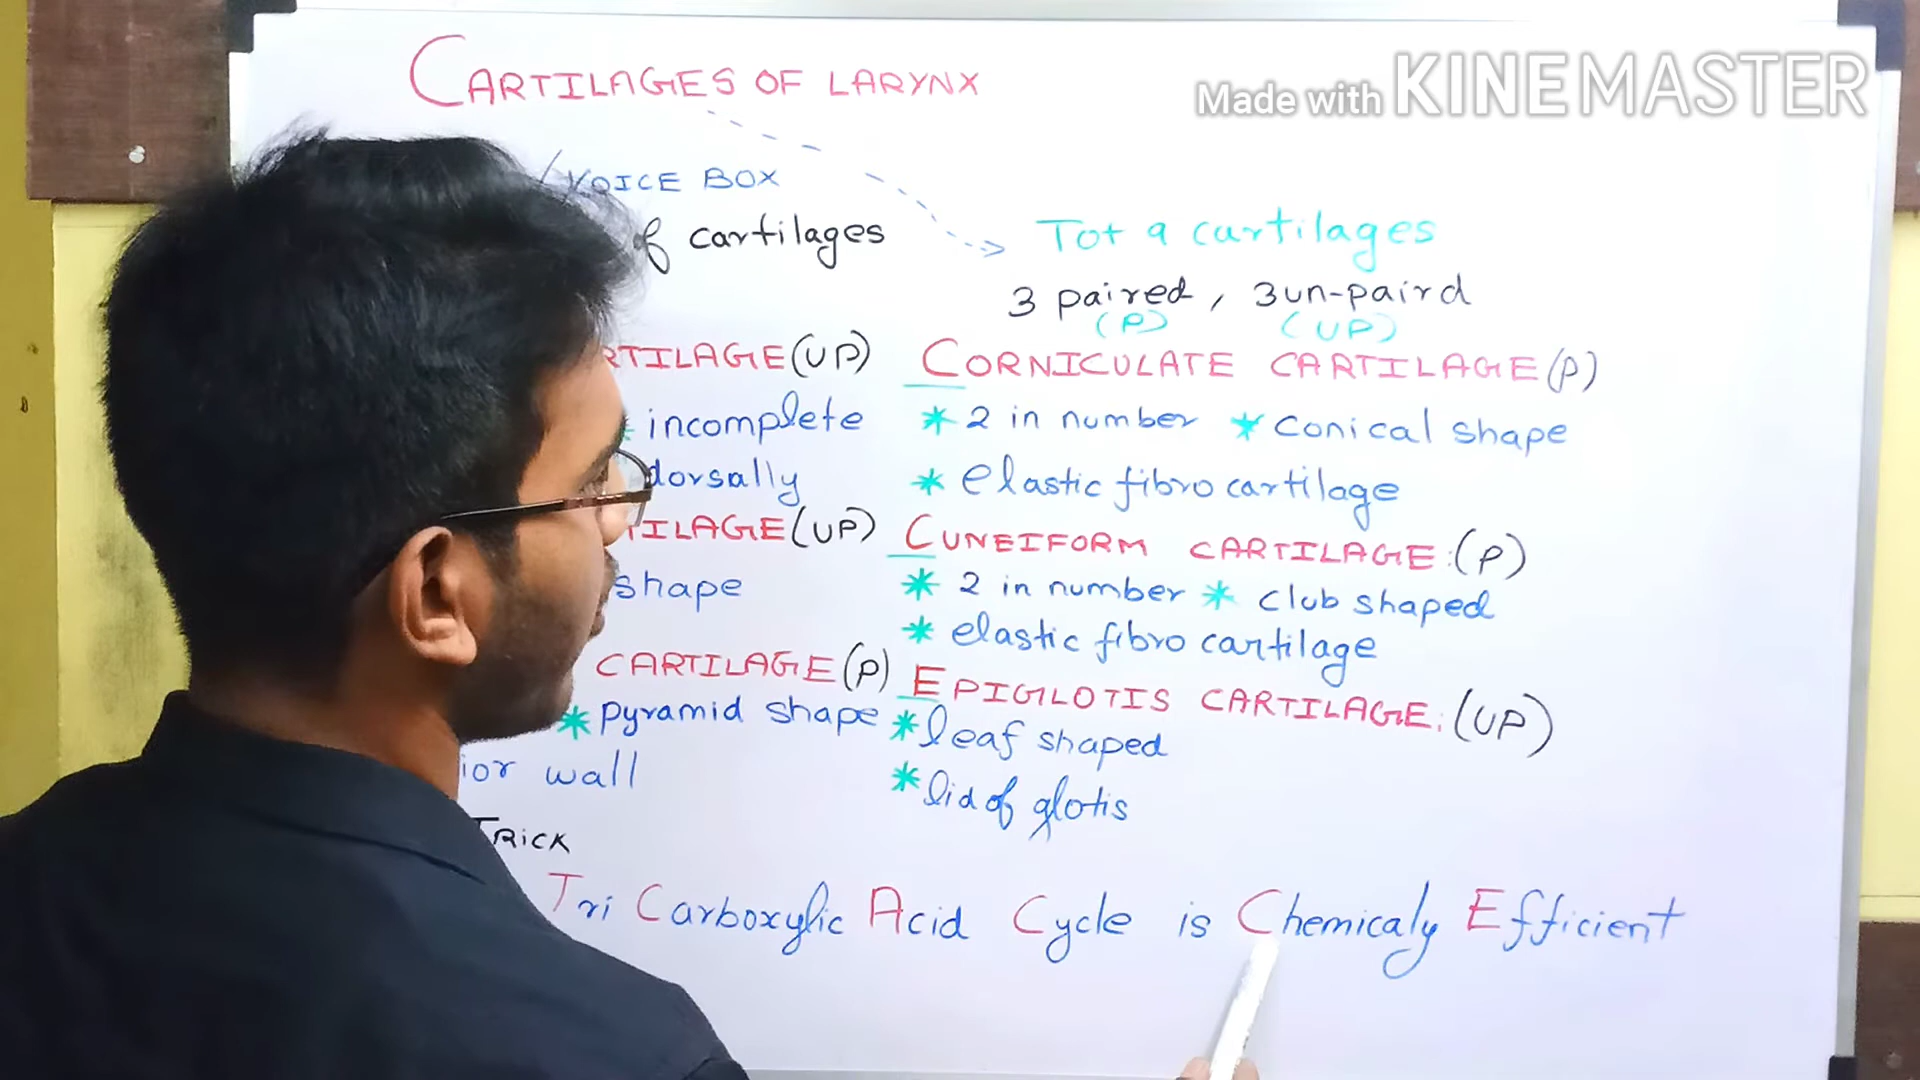 CARTILAGES OF LARYNX
Made with KINEMASTER
/VOICE BOX
of cartilages
Tot 9 cartilages
3 paired, 3 un-paird
(P) (UP)
RTILAGE(UP)
incomplete
dorsally
TILAGE(UP)
shape
CARTILAGE(P)
* pyramid shape
ior wall
CORNICULATE CARTILAGE(P)
* 2 in number * conical shape
* elastic fibro cartilage
CUNEIFORM CARTILAGE:(P)
* 2 in number * club shaped
* elastic fibro cartilage
EPIGLOTIS CARTILAGE:(UP)
* leaf shaped
* lid of glotis
TRICK
Tri Carboxylic Acid Cycle is Chemicaly Efficient